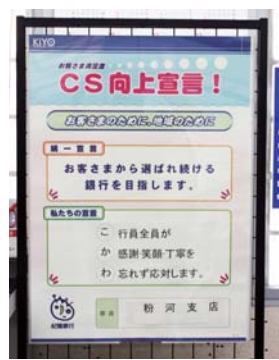 KIYO
お客さま満足度
CS向上宣言！
お客さまのために、地域のために
統一宣言
お客さまから選ばれ続ける
銀行を目指します。
私たちの宣言
こ 行員全員が
か 感謝・笑顔・丁寧を
わ 忘れず応対します。
紀陽銀行
粉河支店